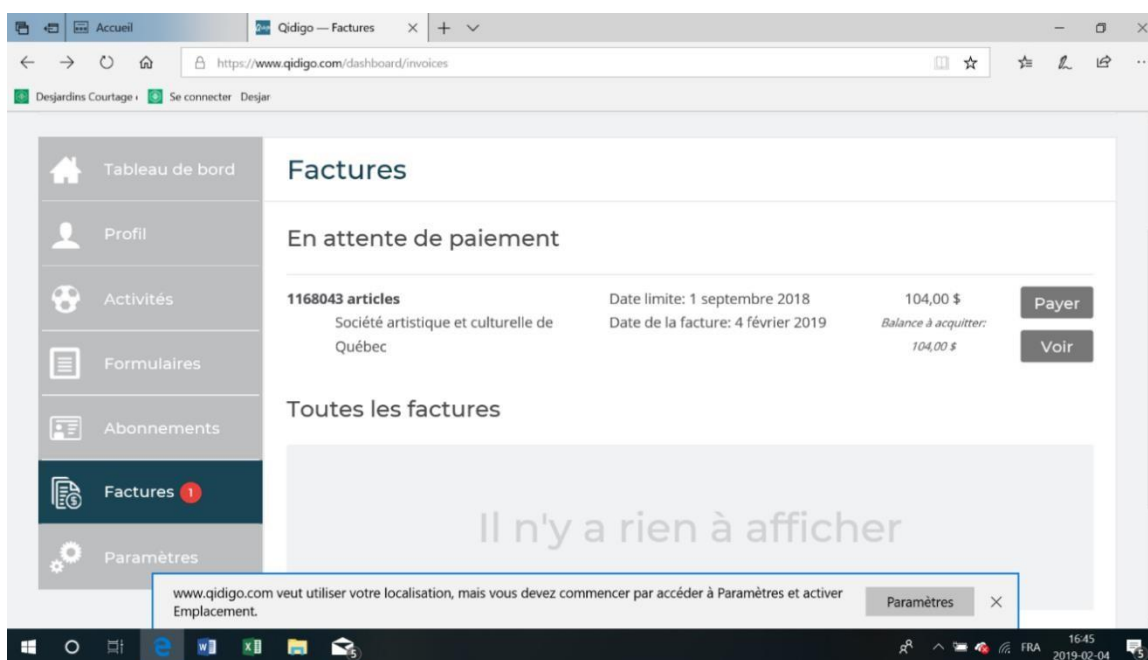 Accueil
Qidigo — Factures
https://www.qidigo.com/dashboard/invoices
Desjardins Courtage
Se connecter Desjar
Tableau de bord
Factures
Profil
En attente de paiement
Activités
1168043 articles
Date limite: 1 septembre 2018
104,00 $
Payer
Société artistique et culturelle de
Date de la facture: 4 février 2019
Balance à acquitter:
Québec
104,00 $
Voir
Formulaires
Toutes les factures
Abonnements
Factures 1
Il n'y a rien à afficher
Paramètres
www.qidigo.com veut utiliser votre localisation, mais vous devez commencer par accéder à Paramètres et activer
Emplacement.
Paramètres
FRA
16:45
2019-02-04